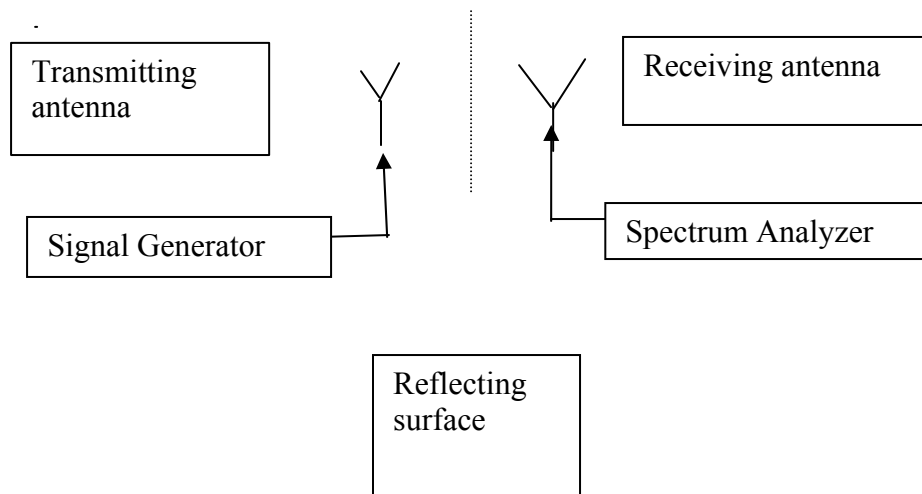 Transmitting
antenna
Receiving antenna
Signal Generator
Spectrum Analyzer
Reflecting
surface